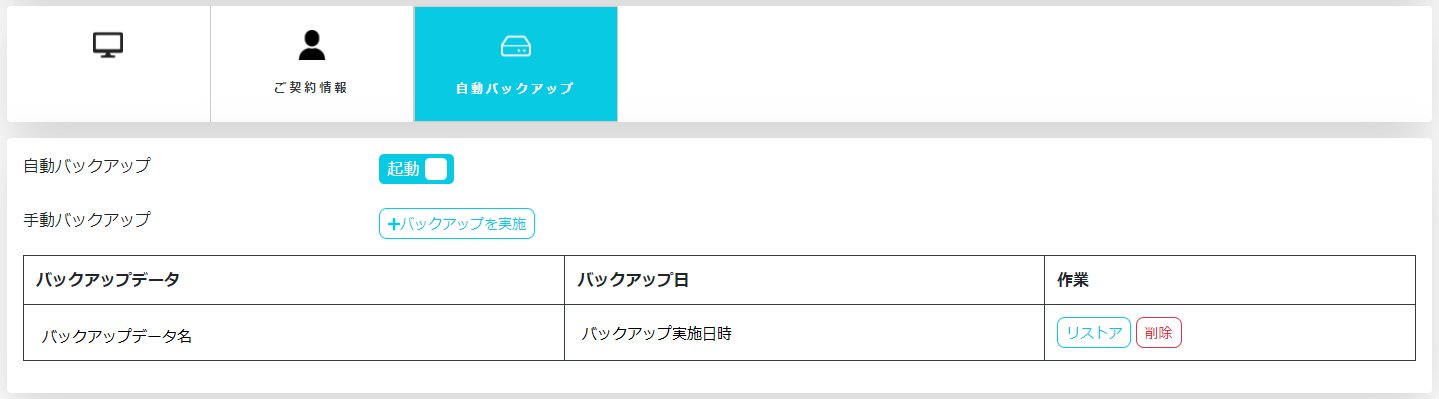 ご契約情報
自動バックアップ
自動バックアップ
起動
手動バックアップ
+バックアップを実施
バックアップデータ
バックアップ日
作業
バックアップデータ名
バックアップ実施日時
リストア
削除